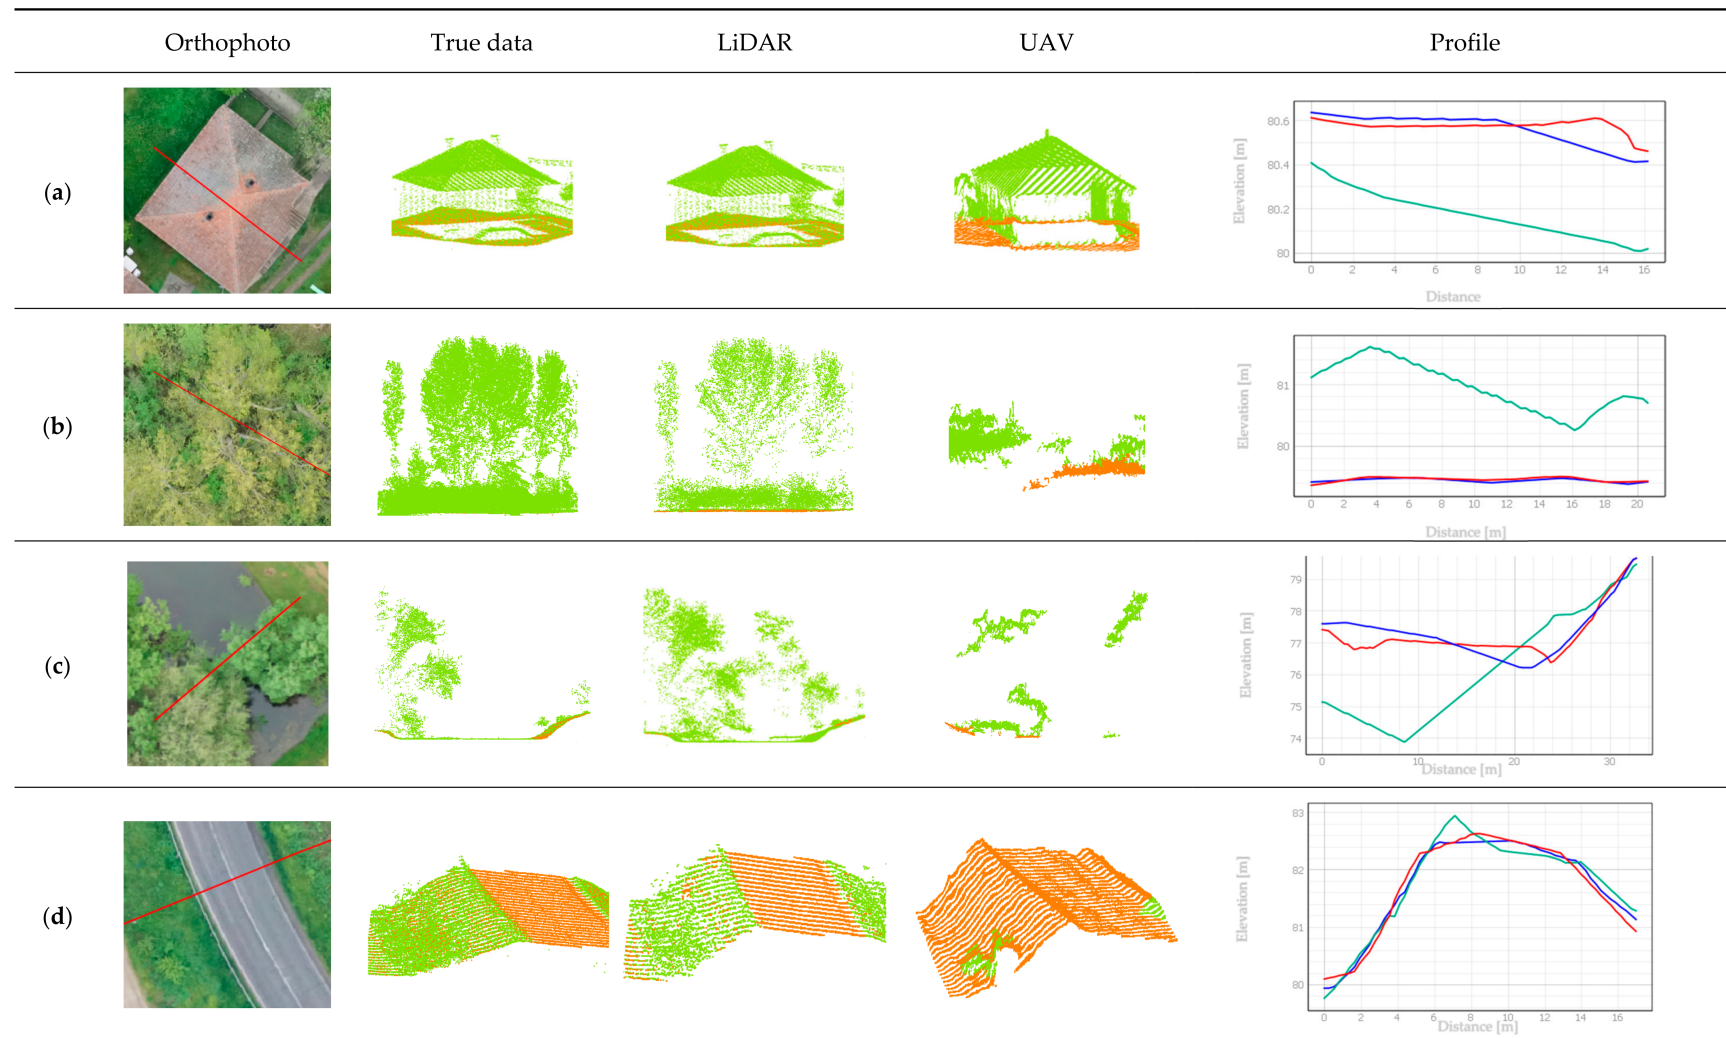 Orthophoto True data LiDAR UAV Profile
(a)
Elevation [m]
80.6
80.4
80.2
80
0 2 4 6 8 10 12 14 16
Distance
(b)
Elevation [m]
81
80
0 2 4 6 8 10 12 14 16 18 20
Distance [m]
(c)
Elevation [m]
79
78
77
76
75
74
0 10 20 30
Distance [m]
(d)
Elevation [m]
83
82
81
80
0 2 4 6 8 10 12 14 16
Distance [m]